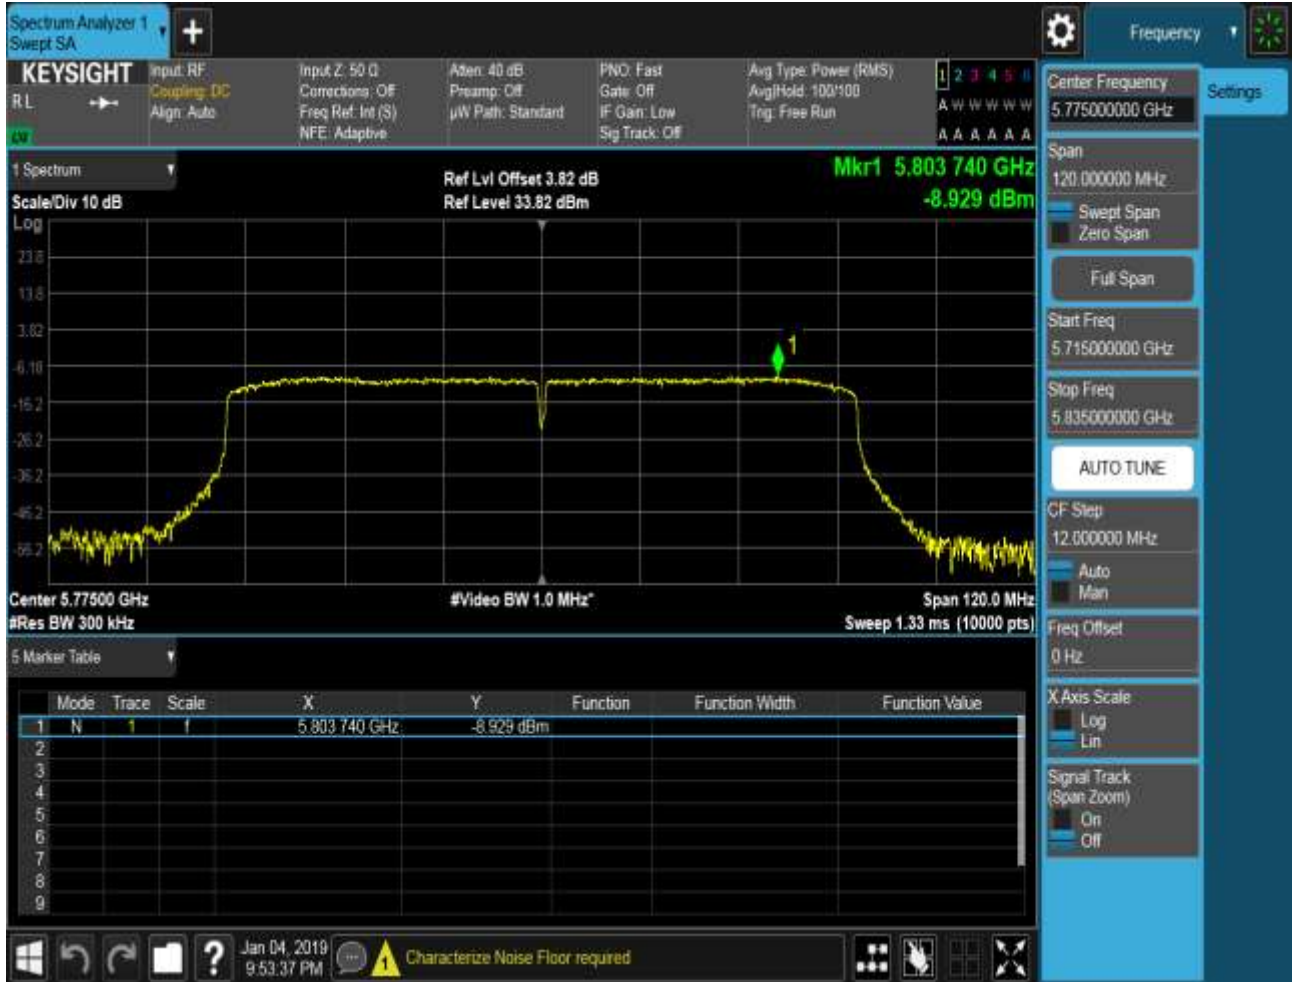 Spectrum Analyzer 1
Swept SA
+
Frequency
KEYSIGHT
RL
Input: RF
Coupling: DC
Align: Auto
Input Z: 50 Ω
Corrections: Off
Freq Ref: Int (S)
NFE: Adaptive
Atten: 40 dB
Preamp: Off
µW Path: Standard
PNO: Fast
Gate: Off
IF Gain: Low
Sig Track: Off
Avg Type: Power (RMS)
Avg|Hold: 100/100
Trig: Free Run
1 2 3 4 5 6
A W W W W W
A A A A A A
1 Spectrum
Scale/Div 10 dB
Ref Lvl Offset 3.82 dB
Ref Level 33.82 dBm
Mkr1 5.803 740 GHz
-8.929 dBm
Log
23.8
13.8
3.82
-6.18
-16.2
-26.2
-36.2
-46.2
-56.2
1
Center 5.77500 GHz
#Res BW 300 kHz
#Video BW 1.0 MHz*
Span 120.0 MHz
Sweep 1.33 ms (10000 pts)
5 Marker Table
Mode Trace Scale X Y Function Function Width Function Value
1 N 1 f 5.803 740 GHz -8.929 dBm
2
3
4
5
6
7
8
9
Center Frequency
5.775000000 GHz
Settings
Span
120.000000 MHz
Swept Span
Zero Span
Full Span
Start Freq
5.715000000 GHz
Stop Freq
5.835000000 GHz
AUTO TUNE
CF Step
12.000000 MHz
Auto
Man
Freq Offset
0 Hz
X Axis Scale
Log
Lin
Signal Track
(Span Zoom)
On
Off
?
Jan 04, 2019
9:53:37 PM
1
Characterize Noise Floor required